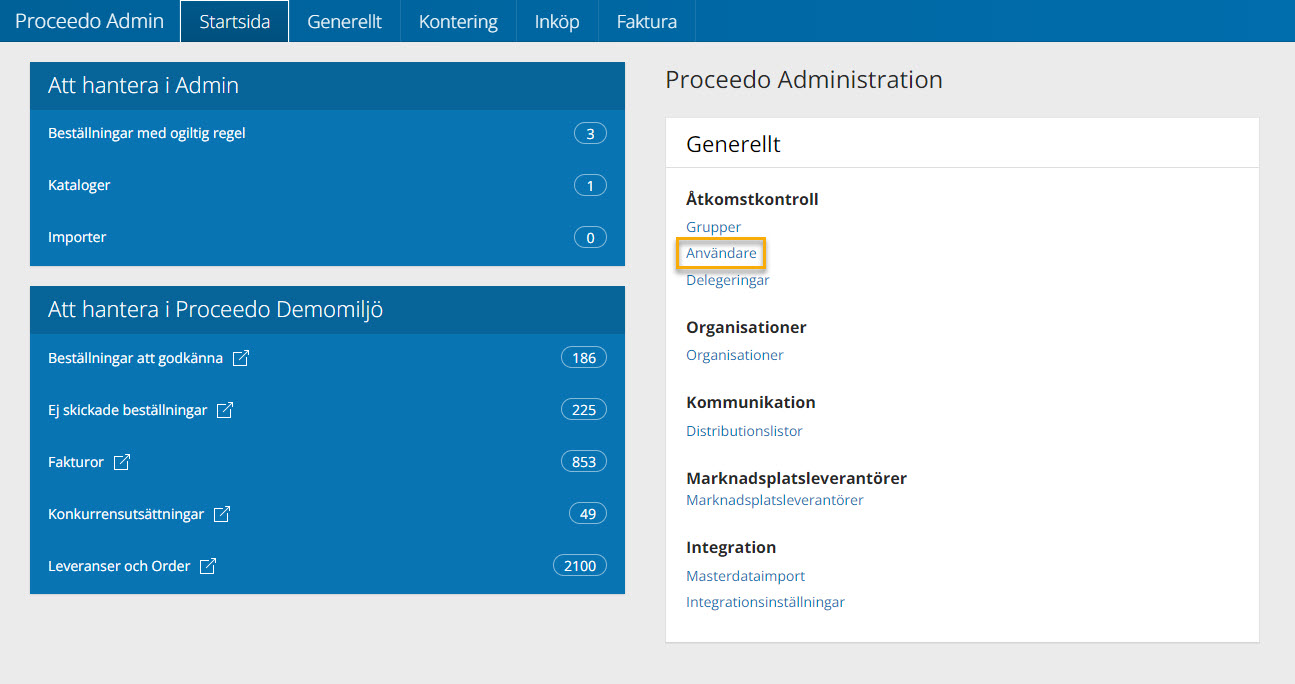 Proceedo Admin Startsida Generellt Kontering Inköp Faktura
Att hantera i Admin
Beställningar med ogiltig regel 3
Kataloger 1
Importer 0
Att hantera i Proceedo Demomiljö
Beställningar att godkänna 186
Ej skickade beställningar 225
Fakturor 853
Konkurrensutsättningar 49
Leveranser och Order 2100
Proceedo Administration
Generellt
Åtkomstkontroll
Grupper
Användare
Delegeringar
Organisationer
Organisationer
Kommunikation
Distributionslistor
Marknadsplatsleverantörer
Marknadsplatsleverantörer
Integration
Masterdataimport
Integrationsinställningar